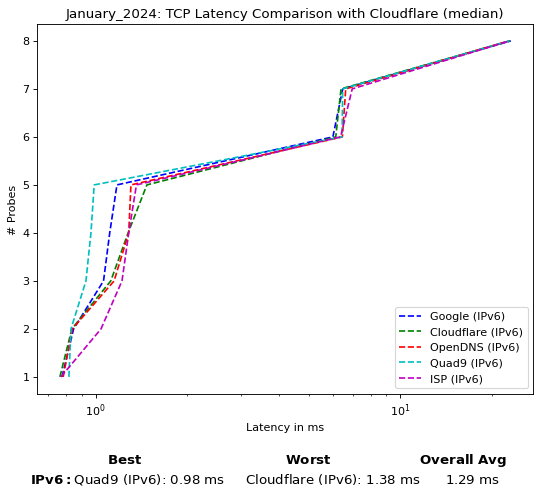 January_2024: TCP Latency Comparison with Cloudflare (median)
8
7
6
5
4
3
2
1
# Probes
Google (IPv6)
Cloudflare (IPv6)
OpenDNS (IPv6)
Quad9 (IPv6)
ISP (IPv6)
10⁰ 10¹
Latency in ms
Best Worst Overall Avg
IPv6: Quad9 (IPv6): 0.98 ms Cloudflare (IPv6): 1.38 ms 1.29 ms